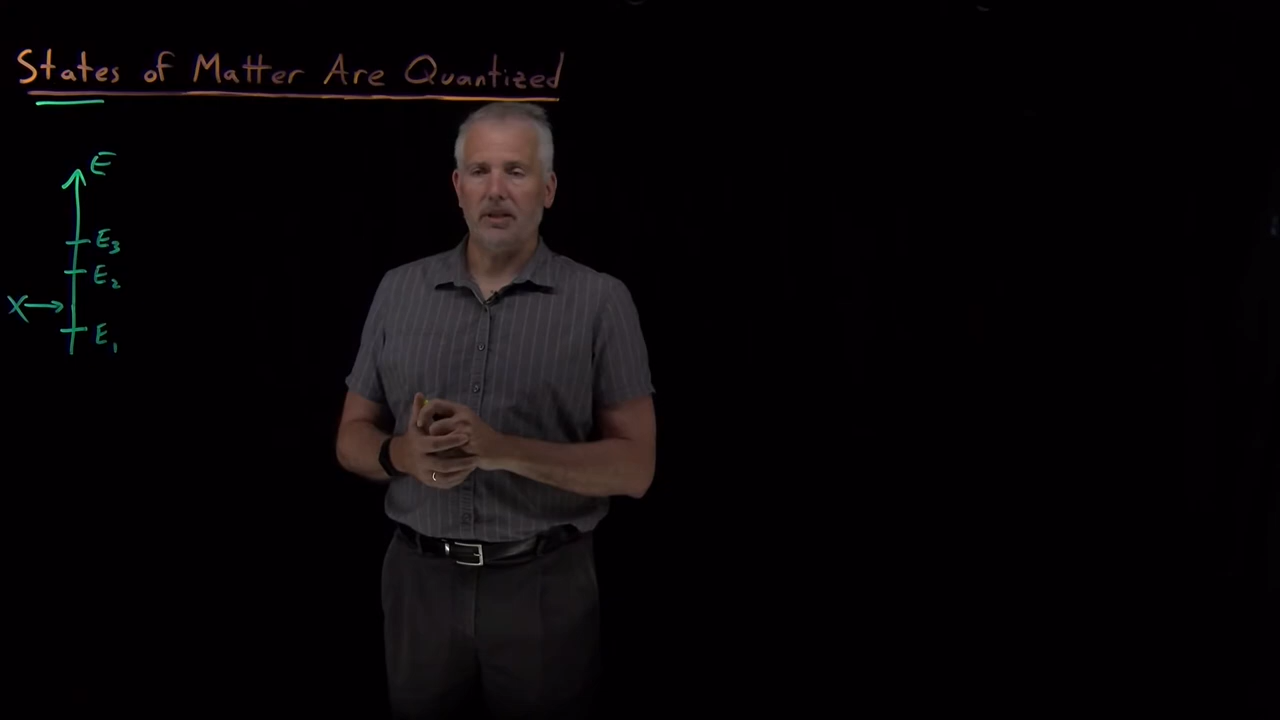 States of Matter Are Quantized
E
E₃
E₂
X→
E₁